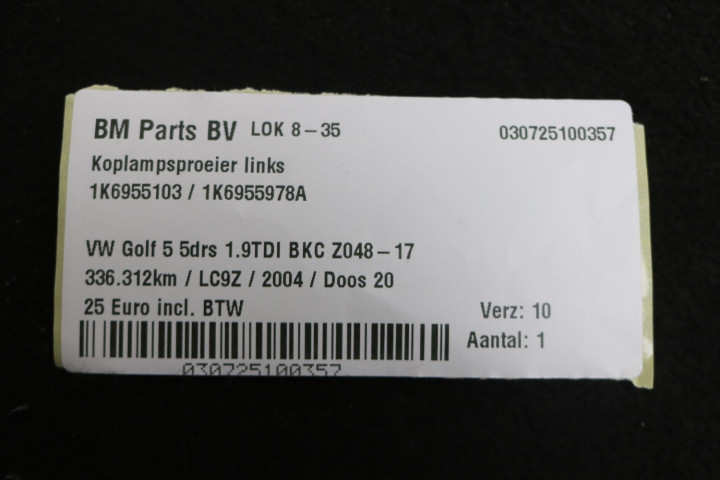 BM Parts BV LOK 8-35 030725100357
Koplampsproeier links
1K6955103 / 1K6955978A
VW Golf 5 5drs 1.9TDI BKC Z048-17
336.312km / LC9Z / 2004 / Doos 20
25 Euro incl. BTW Verz: 10
Aantal: 1
030725100357